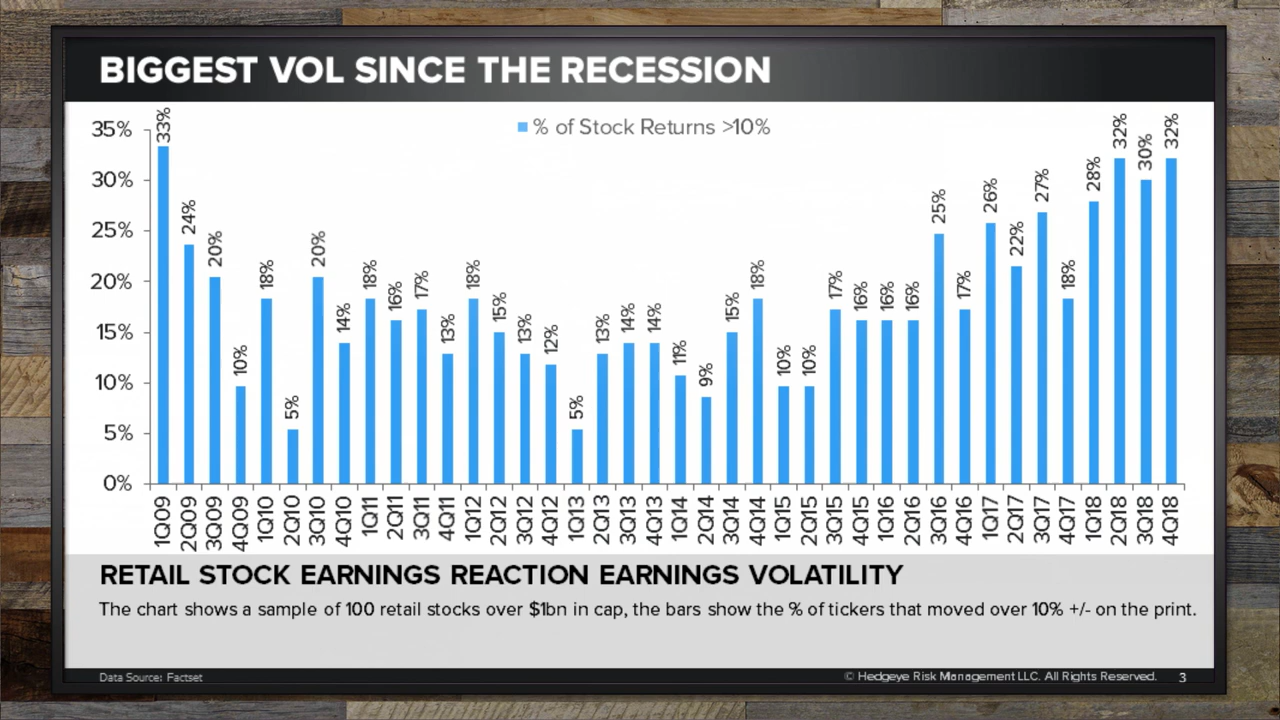 BIGGEST VOL SINCE THE RECESSION
% of Stock Returns >10%
35%
30%
25%
20%
15%
10%
5%
0%
33%
24%
20%
10%
18%
5%
20%
14%
18%
16%
17%
13%
18%
15%
13%
12%
5%
13%
14%
14%
11%
9%
15%
18%
10%
10%
17%
16%
16%
16%
25%
17%
26%
22%
27%
18%
28%
32%
30%
32%
1Q09
2Q09
3Q09
4Q09
1Q10
2Q10
3Q10
4Q10
1Q11
2Q11
3Q11
4Q11
1Q12
2Q12
3Q12
4Q12
1Q13
2Q13
3Q13
4Q13
1Q14
2Q14
3Q14
4Q14
1Q15
2Q15
3Q15
4Q15
1Q16
2Q16
3Q16
4Q16
1Q17
2Q17
3Q17
4Q17
1Q18
2Q18
3Q18
4Q18
RETAIL STOCK EARNINGS REACTION EARNINGS VOLATILITY
The chart shows a sample of 100 retail stocks over $1bn in cap, the bars show the % of tickers that moved over 10% +/- on the print.
Data Source: Factset
© Hedgeye Risk Management LLC. All Rights Reserved. 3